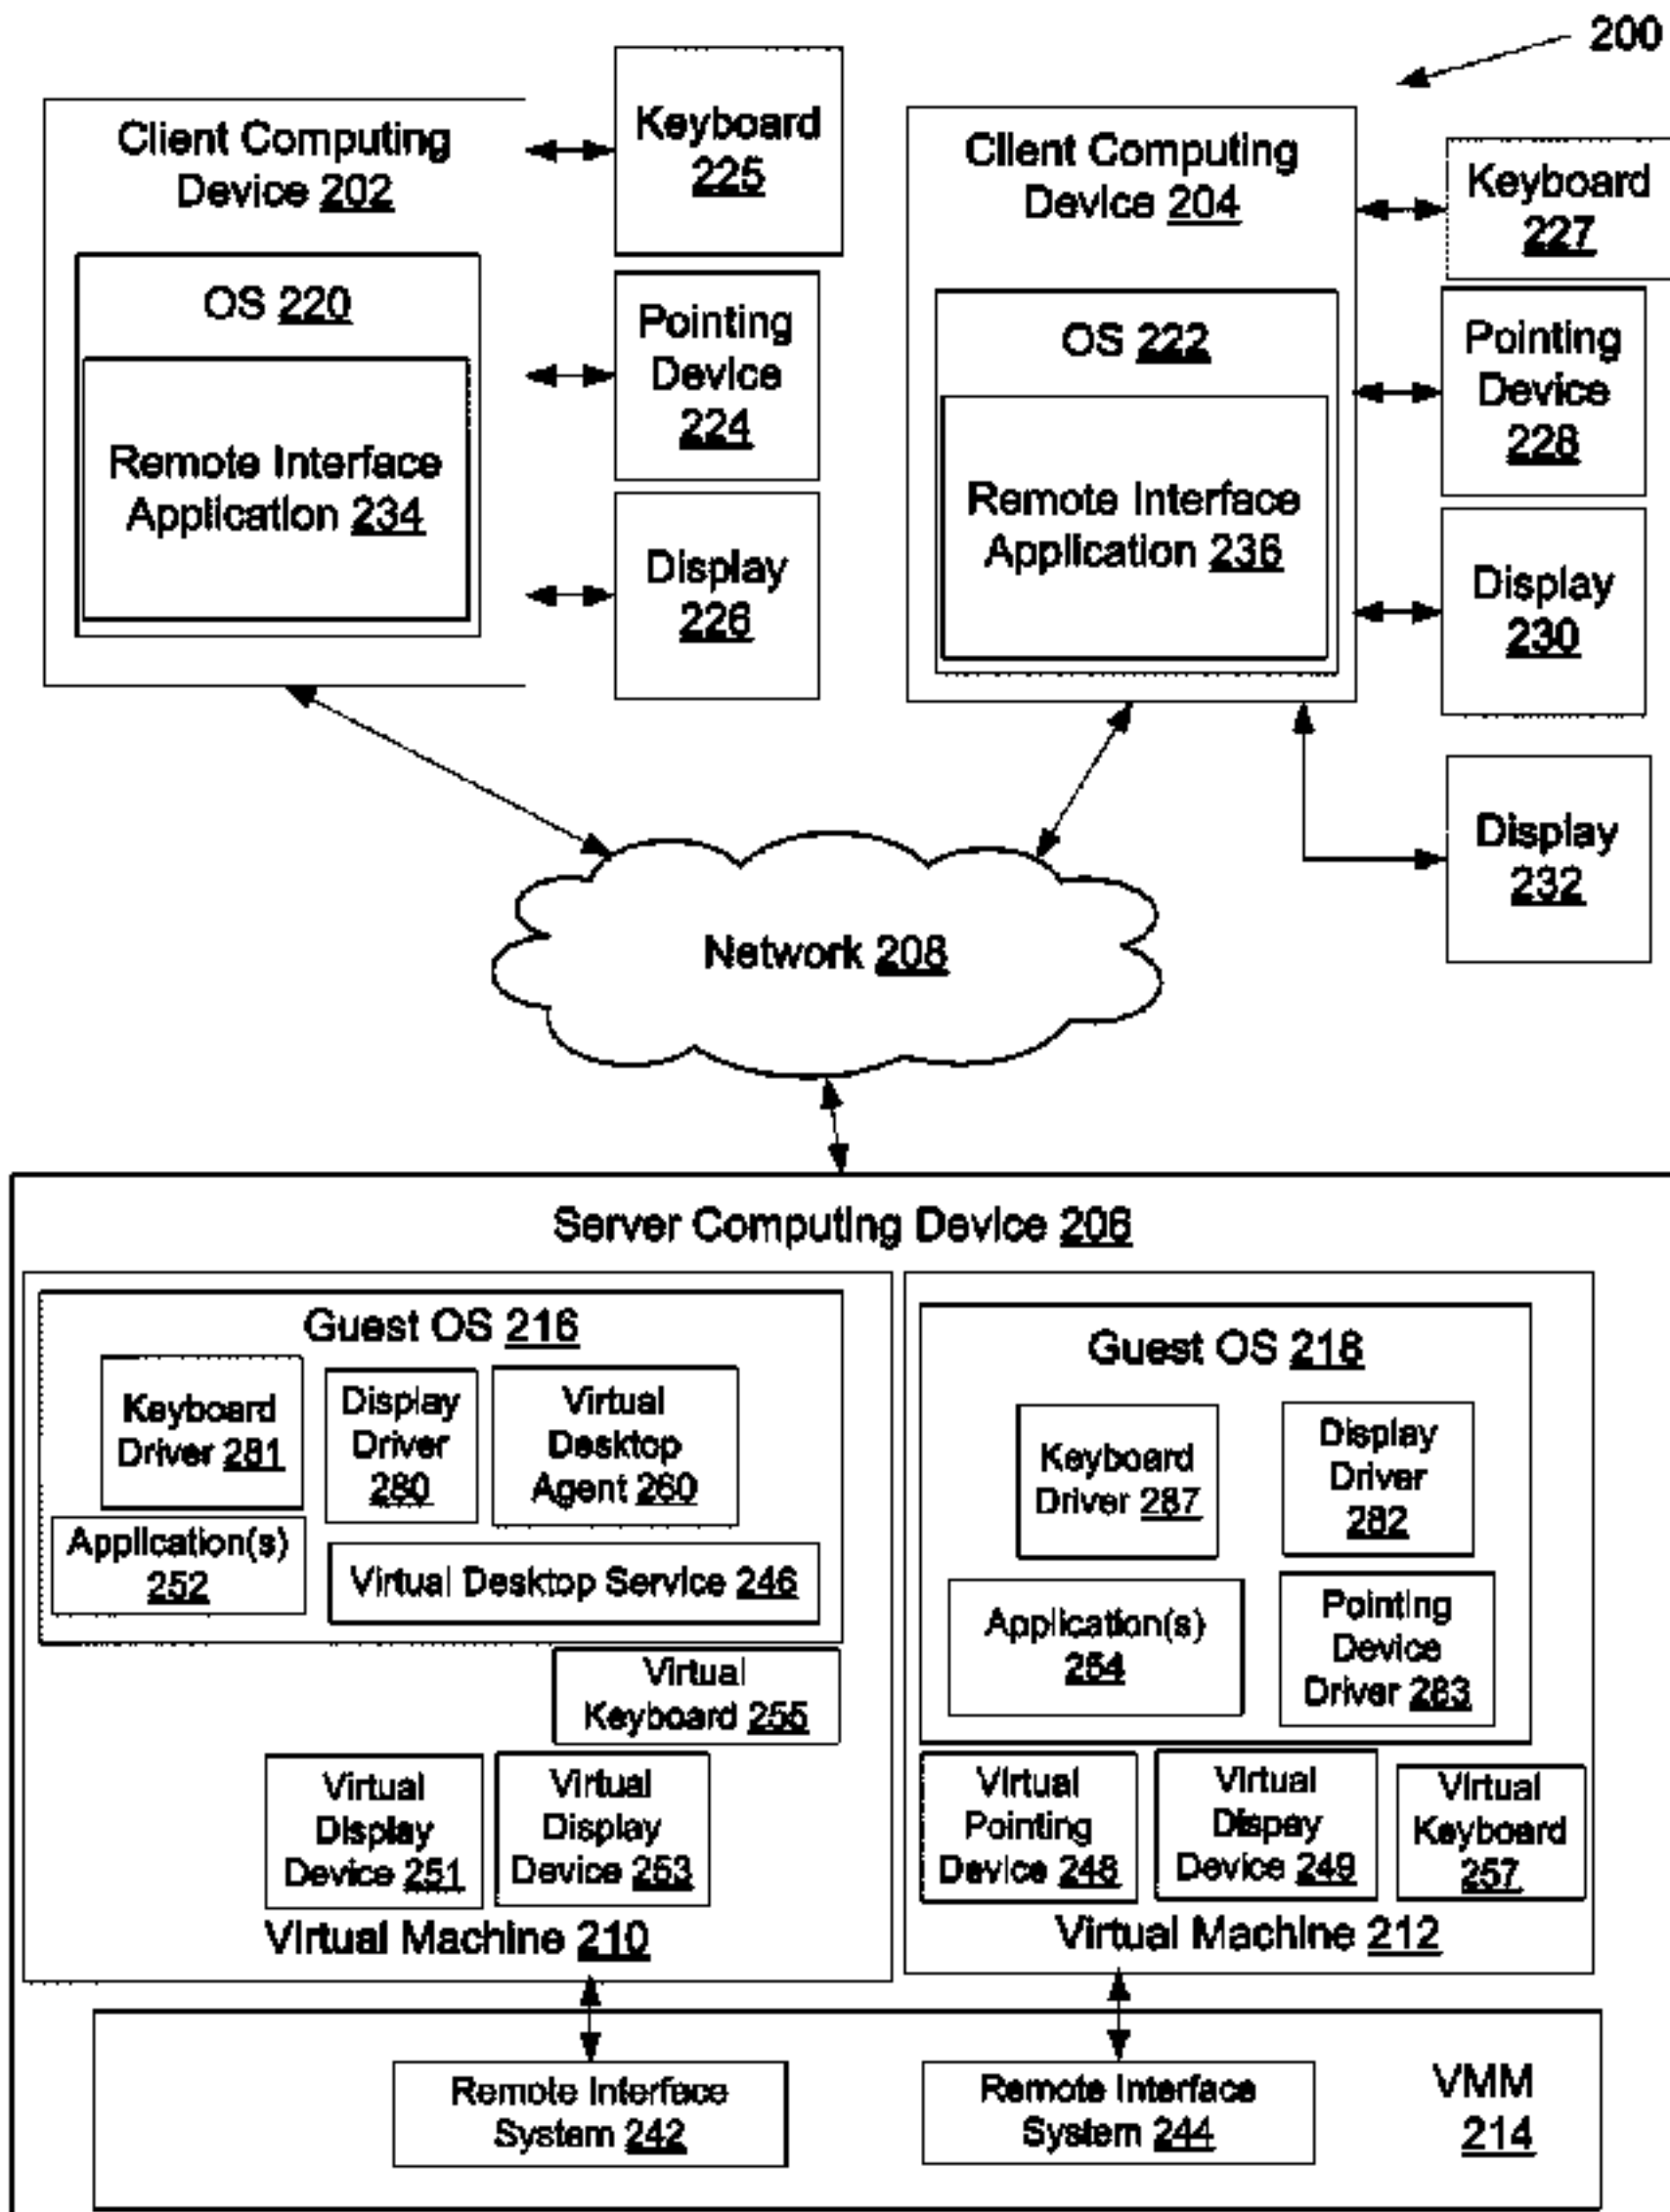 200
Client Computing
Device 202
OS 220
Remote Interface
Application 234
Keyboard
225
Pointing
Device
224
Display
226
Client Computing
Device 204
OS 222
Remote Interface
Application 236
Keyboard
227
Pointing
Device
228
Display
230
Display
232
Network 208
Server Computing Device 206
Guest OS 216
Keyboard
Driver 281
Display
Driver
280
Virtual
Desktop
Agent 260
Application(s)
252
Virtual Desktop Service 246
Virtual
Keyboard 255
Virtual
Display
Device 251
Virtual
Display
Device 253
Virtual Machine 210
Guest OS 218
Keyboard
Driver 287
Display
Driver
282
Application(s)
254
Pointing
Device
Driver 283
Virtual
Pointing
Device 248
Virtual
Dispay
Device 249
Virtual
Keyboard
257
Virtual Machine 212
Remote Interface
System 242
Remote Interface
System 244
VMM
214